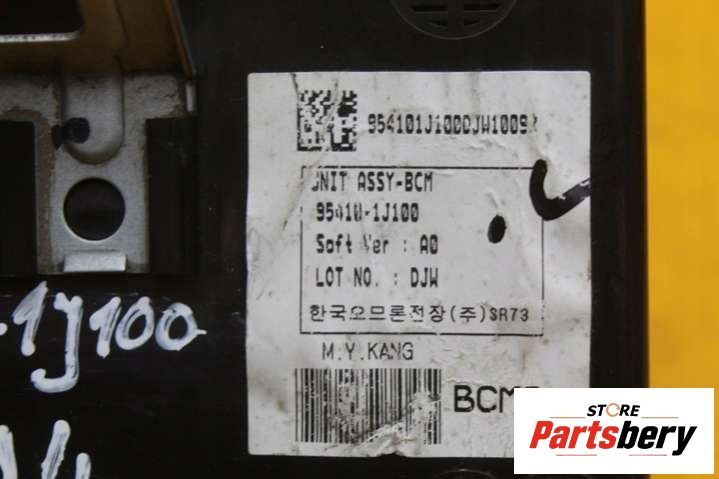 954101J100DJW1009
UNIT ASSY-BCM
95410-1J100
Soft Ver : A0
LOT NO. : DJW
한국오므론전장(주) SR73
M.Y.KANG
BCM
-1J100
STORE
Partsbery